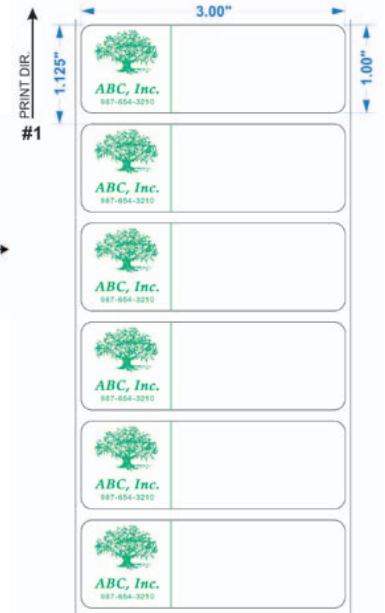 3.00"
1.125"
1.00"
PRINT DIR.
#1
ABC, Inc.
987-654-3210
ABC, Inc.
987-654-3210
ABC, Inc.
987-654-3210
ABC, Inc.
987-654-3210
ABC, Inc.
987-654-3210
ABC, Inc.
987-654-3210